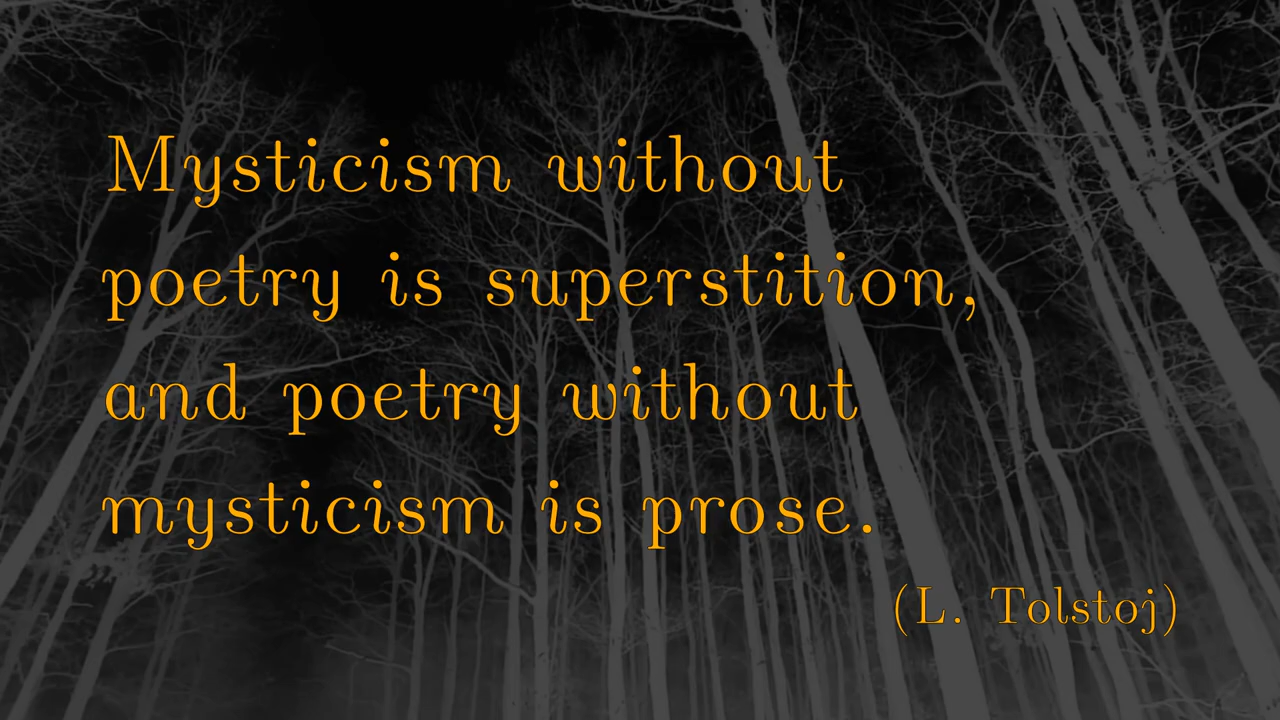 Mysticism without
poetry is superstition,
and poetry without
mysticism is prose.
(L. Tolstoj)